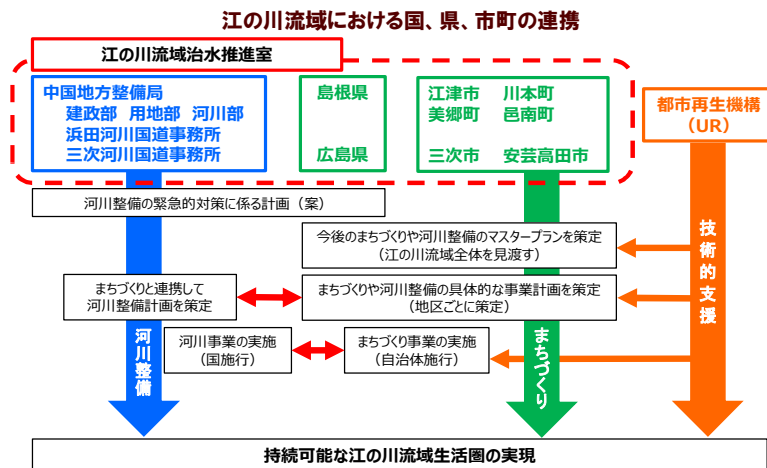 江の川流域における国、県、市町の連携
江の川流域治水推進室
中国地方整備局
建政部 用地部 河川部
浜田河川国道事務所
三次河川国道事務所
島根県
広島県
江津市 川本町
美郷町 邑南町
三次市 安芸高田市
都市再生機構
（UR）
河川整備の緊急的対策に係る計画（案）
今後のまちづくりや河川整備のマスタープランを策定
（江の川流域全体を見渡す）
まちづくりと連携して
河川整備計画を策定
まちづくりや河川整備の具体的な事業計画を策定
（地区ごとに策定）
河川事業の実施
（国施行）
まちづくり事業の実施
（自治体施行）
河川整備
まちづくり
技術的支援
持続可能な江の川流域生活圏の実現